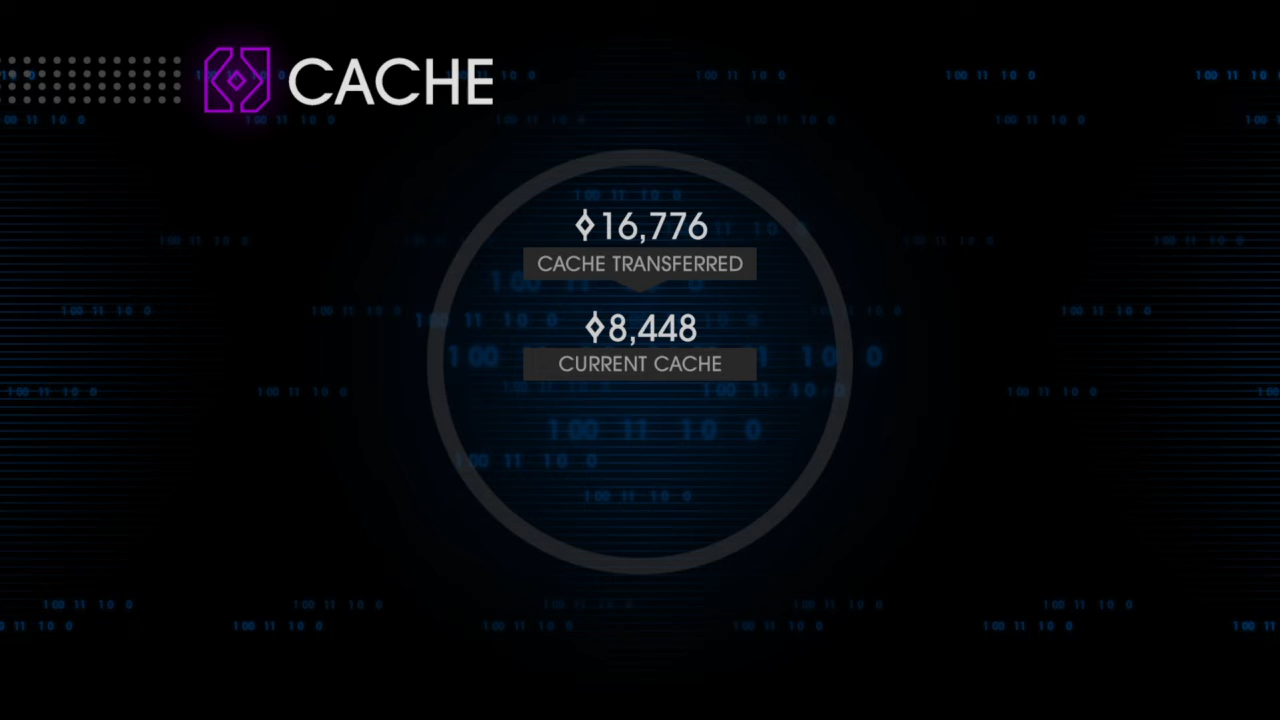 CACHE
16,776
CACHE TRANSFERRED
8,448
CURRENT CACHE